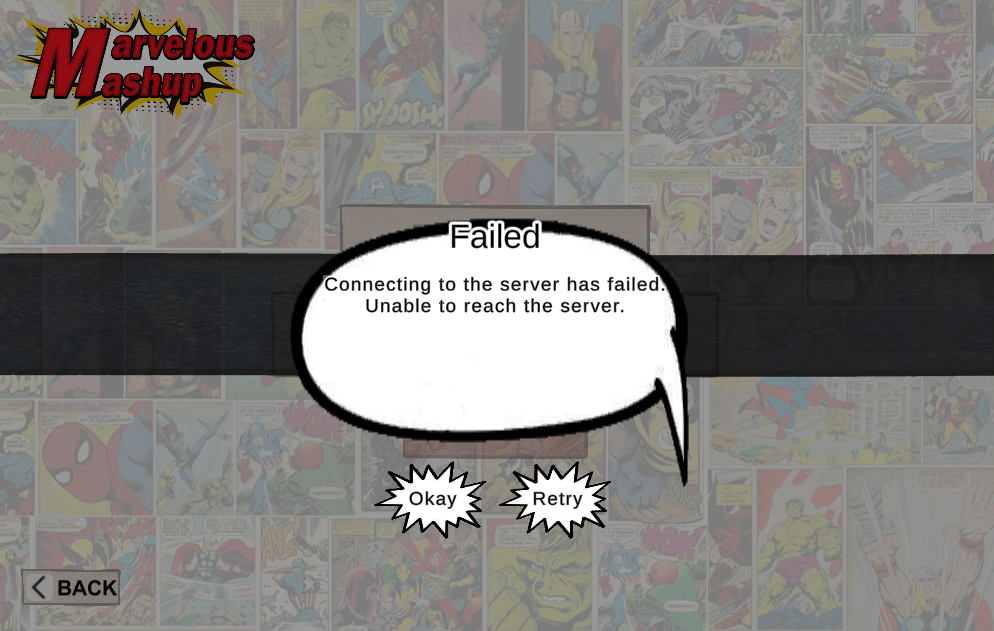 Marvelous
Mashup
Failed
Connecting to the server has failed.
Unable to reach the server.
Okay
Retry
BACK